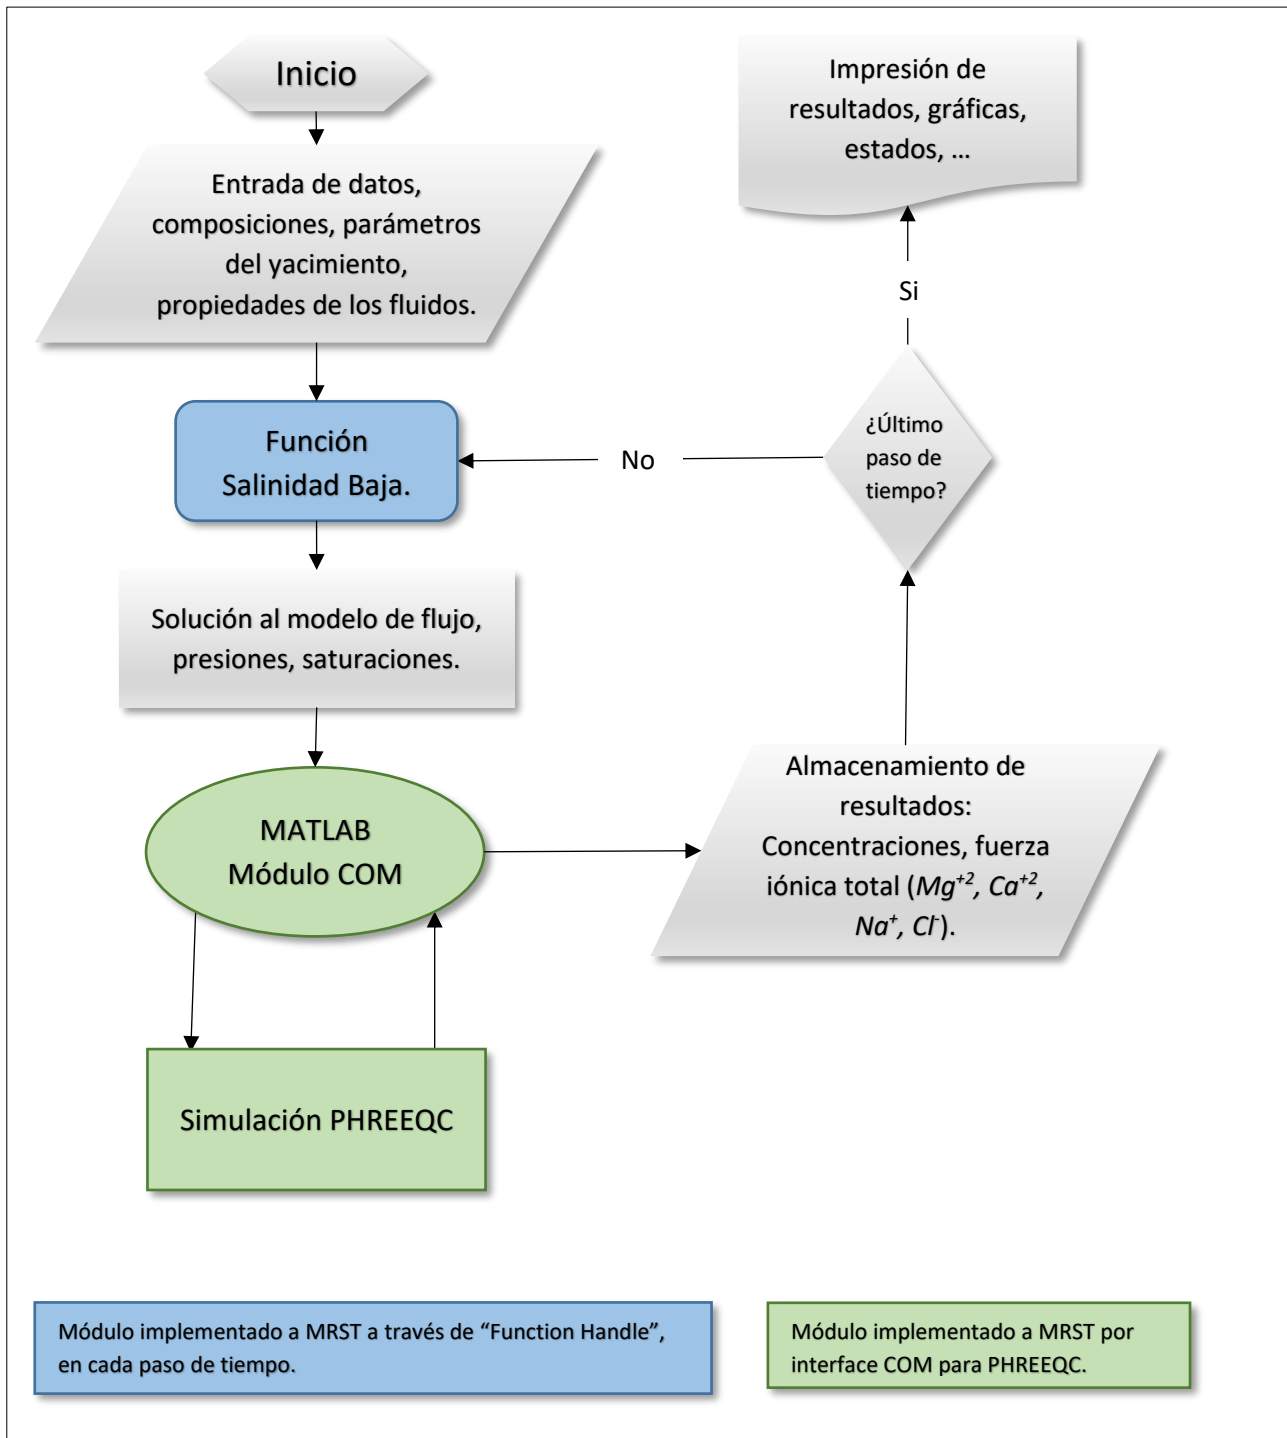 Inicio
Entrada de datos,
composiciones, parámetros
del yacimiento,
propiedades de los fluidos.
Función
Salinidad Baja.
Solución al modelo de flujo,
presiones, saturaciones.
MATLAB
Módulo COM
Simulación PHREEQC
Almacenamiento de
resultados:
Concentraciones, fuerza
iónica total (Mg⁺², Ca⁺²,
Na⁺, Cl⁻).
¿Último
paso de
tiempo?
No
Si
Impresión de
resultados, gráficas,
estados, ...
Módulo implementado a MRST a través de “Function Handle”,
en cada paso de tiempo.
Módulo implementado a MRST por
interface COM para PHREEQC.